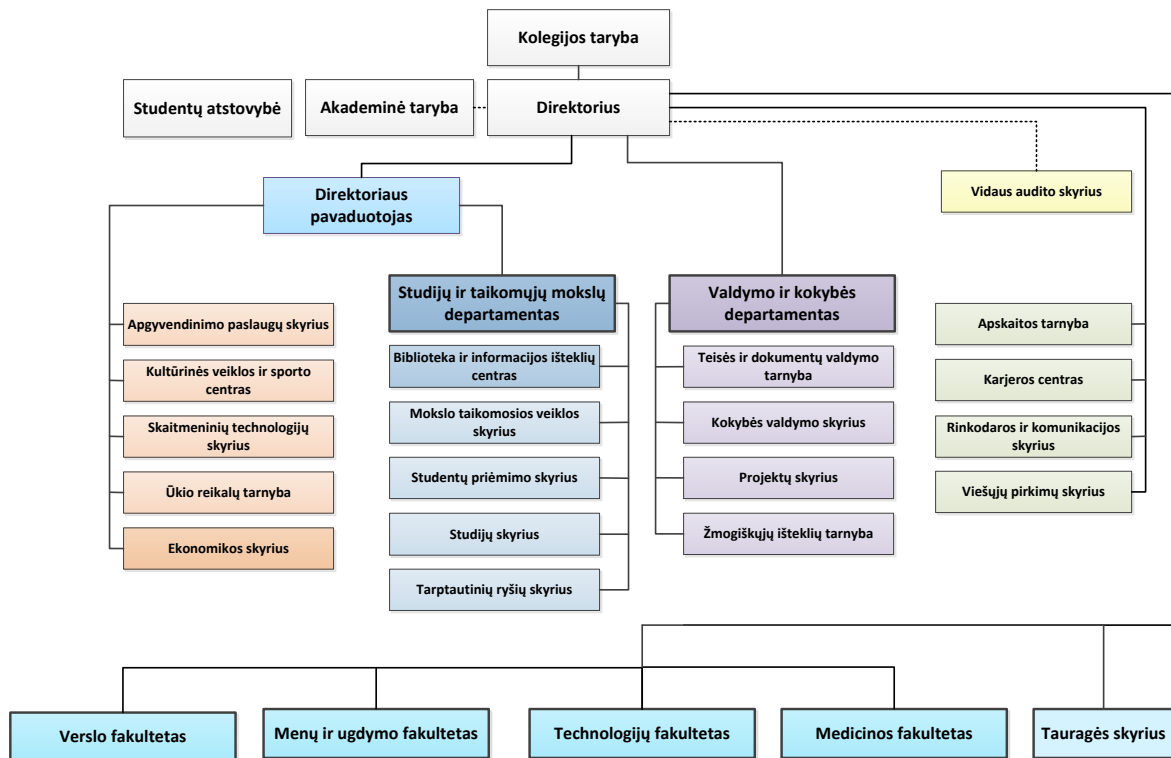 Kolegijos taryba
Studentų atstovybė
Akademinė taryba
Direktorius
Direktoriaus
pavaduotojas
Vidaus audito skyrius
Apgyvendinimo paslaugų skyrius
Kultūrinės veiklos ir sporto
centras
Skaitmeninių technologijų
skyrius
Ūkio reikalų tarnyba
Ekonomikos skyrius
Studijų ir taikomųjų mokslų
departamentas
Biblioteka ir informacijos išteklių
centras
Mokslo taikomosios veiklos
skyrius
Studentų priėmimo skyrius
Studijų skyrius
Tarptautinių ryšių skyrius
Valdymo ir kokybės
departamentas
Teisės ir dokumentų valdymo
tarnyba
Kokybės valdymo skyrius
Projektų skyrius
Žmogiškųjų išteklių tarnyba
Apskaitos tarnyba
Karjeros centras
Rinkodaros ir komunikacijos
skyrius
Viešųjų pirkimų skyrius
Verslo fakultetas
Menų ir ugdymo fakultetas
Technologijų fakultetas
Medicinos fakultetas
Tauragės skyrius